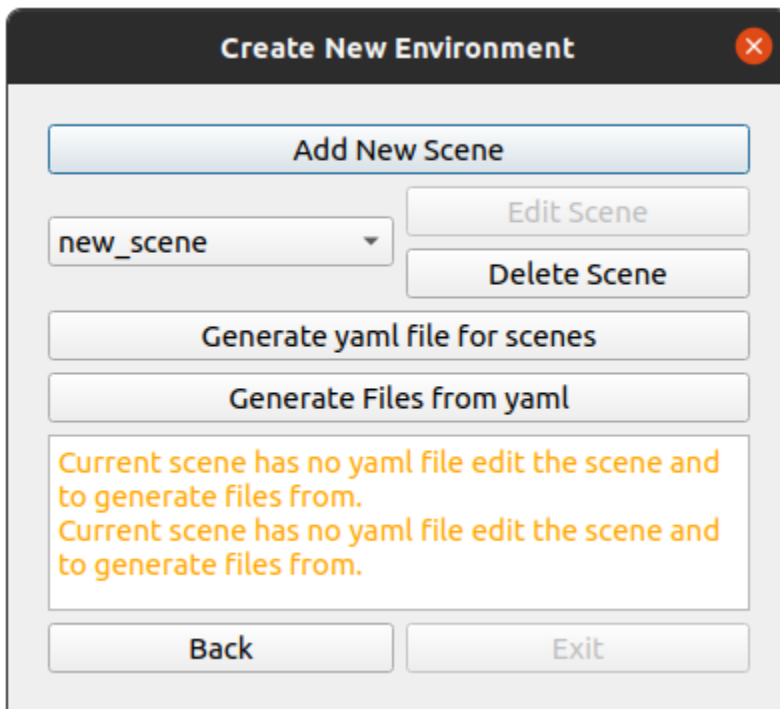 Create New Environment
Add New Scene
new_scene
Edit Scene
Delete Scene
Generate yaml file for scenes
Generate Files from yaml
Current scene has no yaml file edit the scene and
to generate files from.
Current scene has no yaml file edit the scene and
to generate files from.
Back
Exit